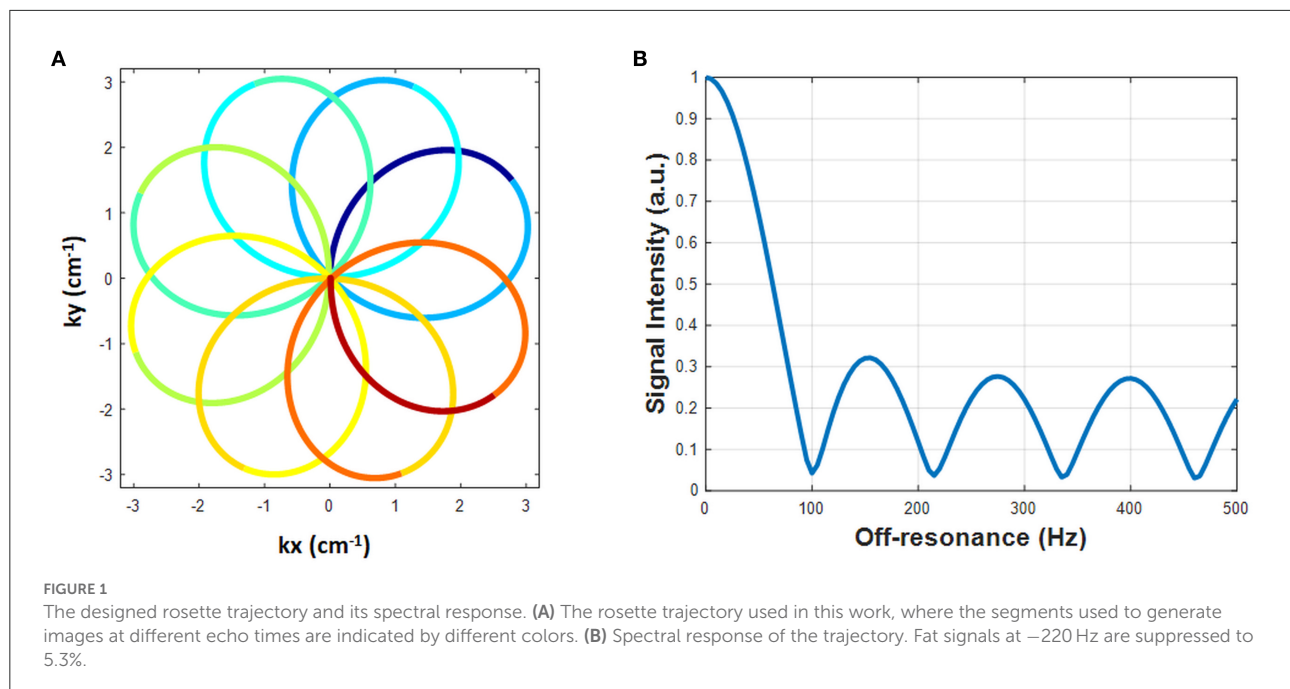 A
3
2
1
0
-1
-2
-3
ky (cm-1)
-3 -2 -1 0 1 2 3
kx (cm-1)
B
1
0.9
0.8
0.7
0.6
0.5
0.4
0.3
0.2
0.1
0
Signal Intensity (a.u.)
0 100 200 300 400 500
Off-resonance (Hz)
FIGURE 1
The designed rosette trajectory and its spectral response. (A) The rosette trajectory used in this work, where the segments used to generate
images at different echo times are indicated by different colors. (B) Spectral response of the trajectory. Fat signals at −220 Hz are suppressed to
5.3%.